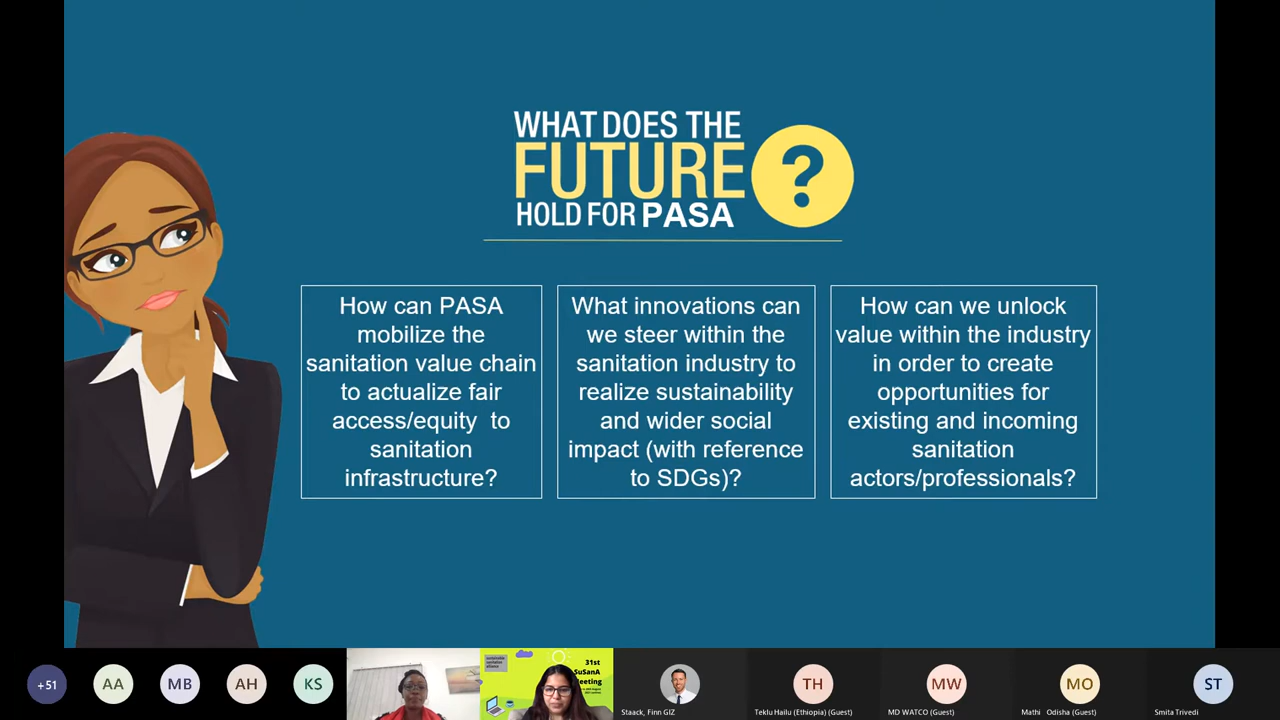 WHAT DOES THE
FUTURE
HOLD FOR PASA
?
How can PASA
mobilize the
sanitation value chain
to actualize fair
access/equity to
sanitation
infrastructure?
What innovations can
we steer within the
sanitation industry to
realize sustainability
and wider social
impact (with reference
to SDGs)?
How can we unlock
value within the industry
in order to create
opportunities for
existing and incoming
sanitation
actors/professionals?
+51
AA
MB
AH
KS
31st
SuSanA
Meeting
Staack, Finn GIZ
TH
Teklu Hailu (Ethiopia) (Guest)
MW
MD WATCO (Guest)
MO
Mathi Odisha (Guest)
ST
Smita Trivedi